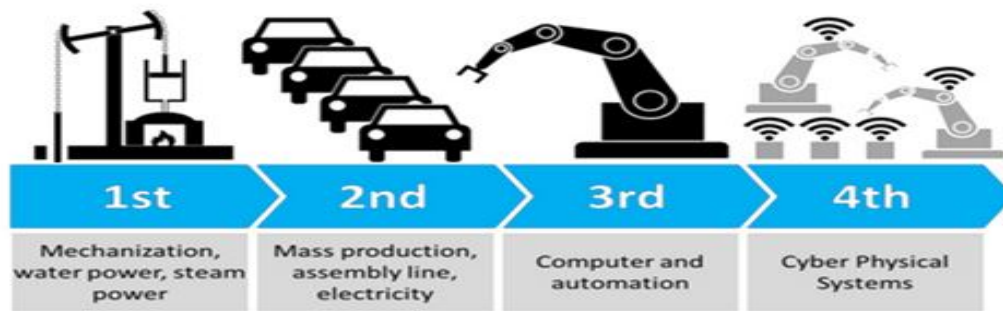 1st
2nd
3rd
4th
Mechanization,
water power, steam
power
Mass production,
assembly line,
electricity
Computer and
automation
Cyber Physical
Systems